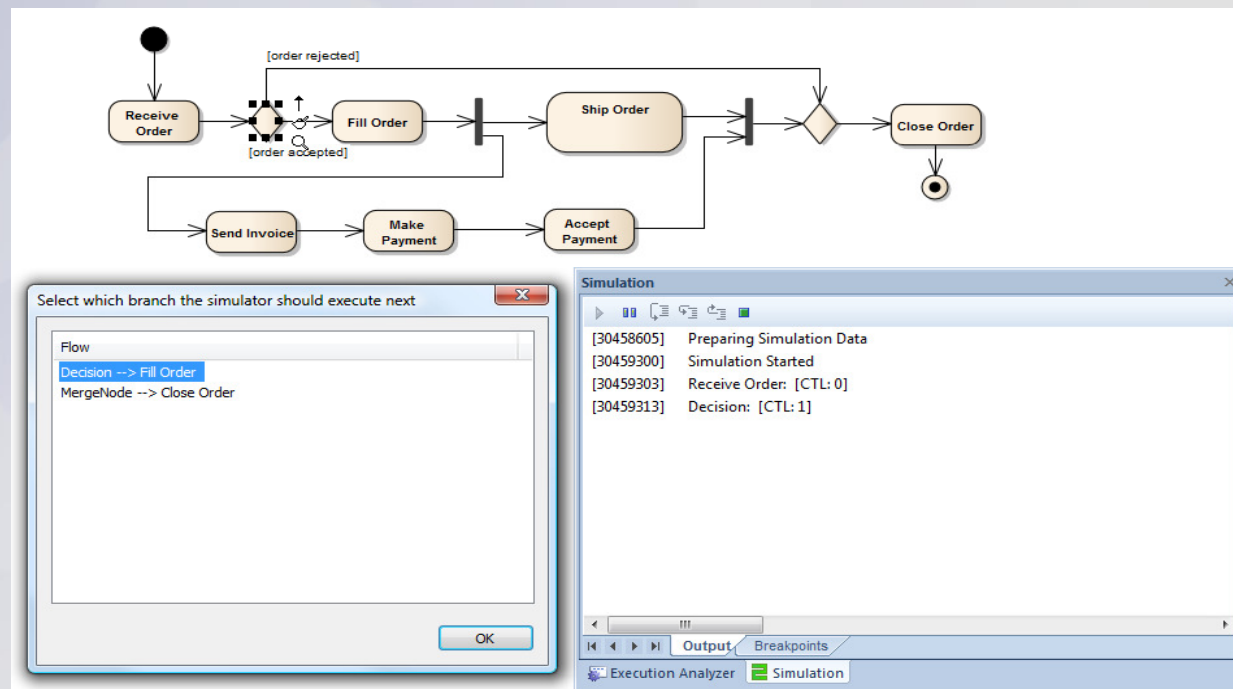 [order rejected]
Receive
Order
Fill Order
Ship Order
Close Order
[order accepted]
Send Invoice
Make
Payment
Accept
Payment
Select which branch the simulator should execute next
Flow
Decision --> Fill Order
MergeNode --> Close Order
OK
Simulation
[30458605] Preparing Simulation Data
[30459300] Simulation Started
[30459303] Receive Order: [CTL: 0]
[30459313] Decision: [CTL: 1]
Output Breakpoints
Execution Analyzer Simulation